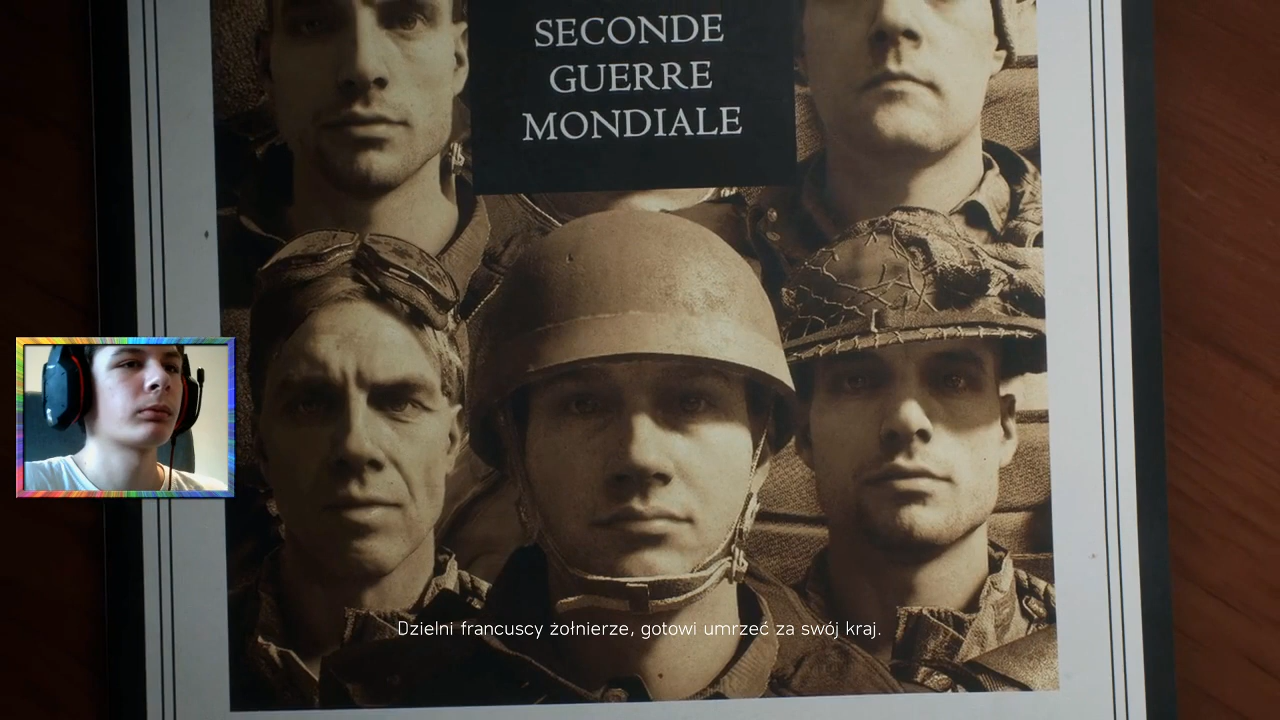 SECONDE
GUERRE
MONDIALE
Dzielni francuscy żołnierze, gotowi umrzeć za swój kraj.